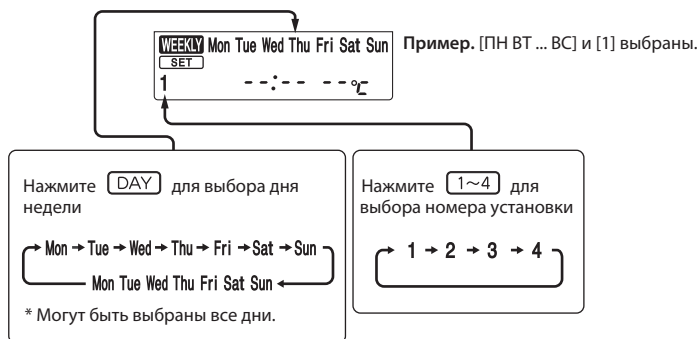 WEEKLY Mon Tue Wed Thu Fri Sat Sun
SET
1 --:-- --°C
Пример. [ПН ВТ ... ВС] и [1] выбраны.
Нажмите DAY для выбора дня
недели
Mon → Tue → Wed → Thu → Fri → Sat → Sun
Mon Tue Wed Thu Fri Sat Sun
* Могут быть выбраны все дни.
Нажмите 1~4 для
выбора номера установки
1 → 2 → 3 → 4